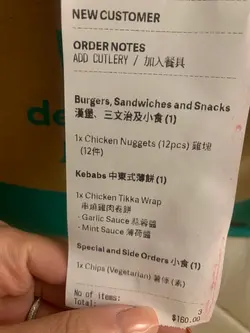 NEW CUSTOMER
ORDER NOTES
ADD CUTLERY / 加入餐具
Burgers, Sandwiches and Snacks
漢堡、三文治及小食 (1)
1x Chicken Nuggets (12pcs) 雞塊
(12件)
Kebabs 中東式薄餅 (1)
1x Chicken Tikka Wrap
串燒雞肉卷餅
- Garlic Sauce 蒜蓉醬
- Mint Sauce 薄荷醬
Special and Side Orders 小食 (1)
1x Chips (Vegetarian) 薯條 (素)
No of items: 3
Total: $160.00
de